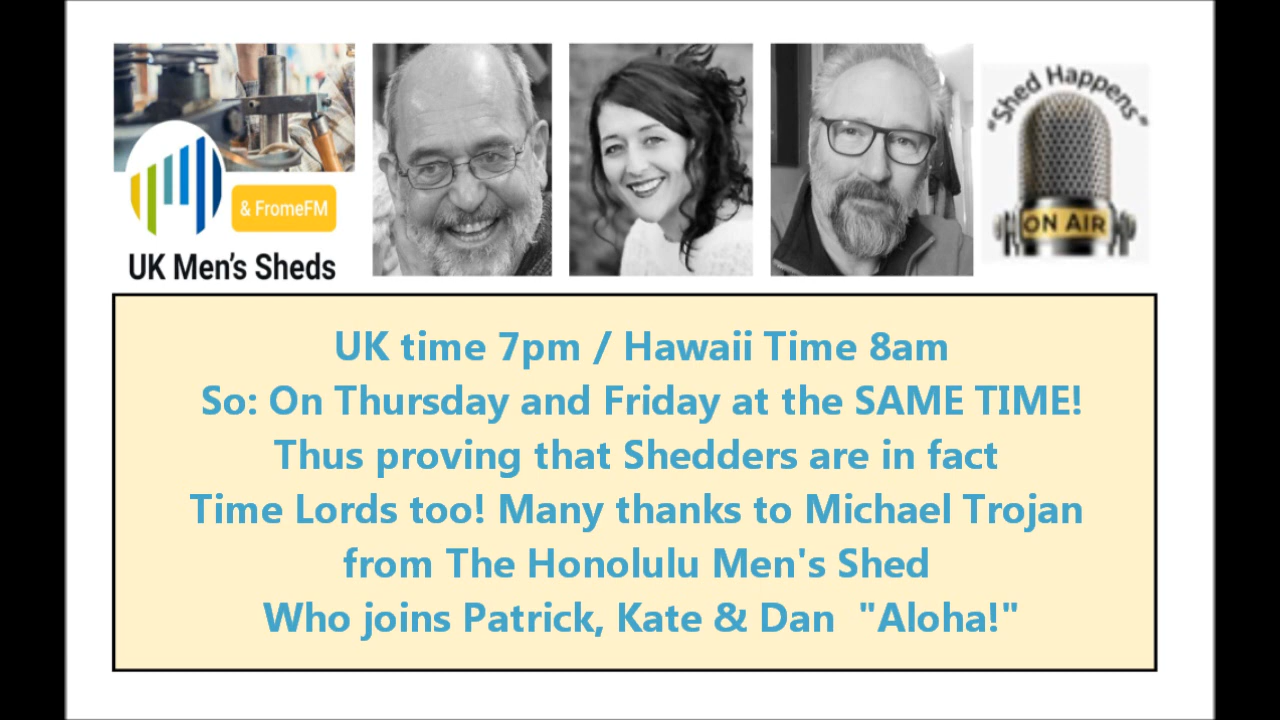 & FromeFM
UK Men's Sheds
"Shed Happens"
ON AIR
UK time 7pm / Hawaii Time 8am
So: On Thursday and Friday at the SAME TIME!
Thus proving that Shedders are in fact
Time Lords too! Many thanks to Michael Trojan
from The Honolulu Men's Shed
Who joins Patrick, Kate & Dan "Aloha!"